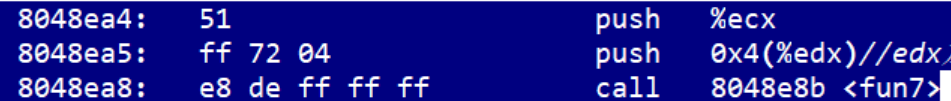 8048ea4: 51 push %ecx
8048ea5: ff 72 04 push 0x4(%edx)//edx)
8048ea8: e8 de ff ff ff call 8048e8b <fun7>